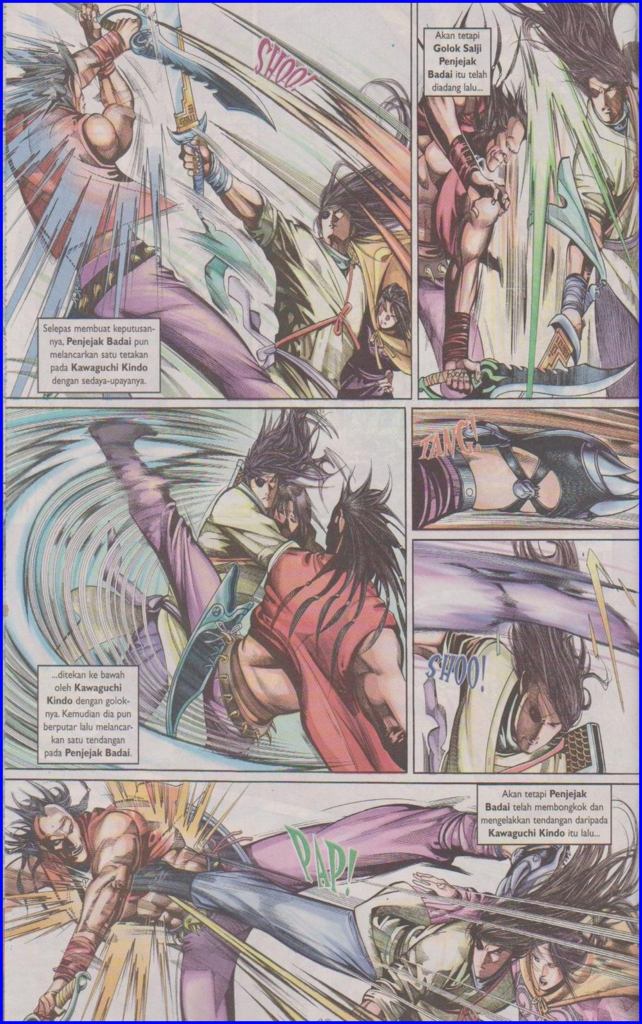 SHOO!
Selepas membuat keputusan-
nya, Penjejak Badai pun
melancarkan satu tetakan
pada Kawaguchi Kindo
dengan sedaya-upayanya.
Akan tetapi
Golok Salji
Penjejak
Badai itu telah
diadang lalu...
...ditekan ke bawah
oleh Kawaguchi
Kindo dengan golok-
nya. Kemudian dia pun
berputar lalu melancar-
kan satu tendangan
pada Penjejak Badai.
TANG!
SHOO!
Akan tetapi Penjejak
Badai telah membongkok dan
mengelakkan tendangan daripada
Kawaguchi Kindo itu lalu...
PAP!